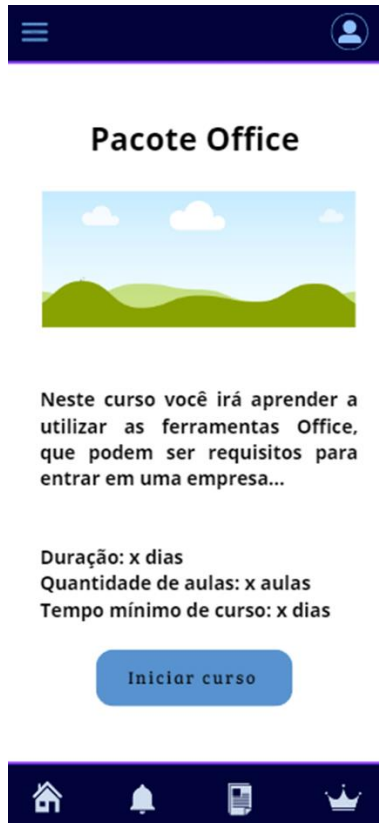 Pacote Office
Neste curso você irá aprender a
utilizar as ferramentas Office,
que podem ser requisitos para
entrar em uma empresa...
Duração: x dias
Quantidade de aulas: x aulas
Tempo mínimo de curso: x dias
Iniciar curso